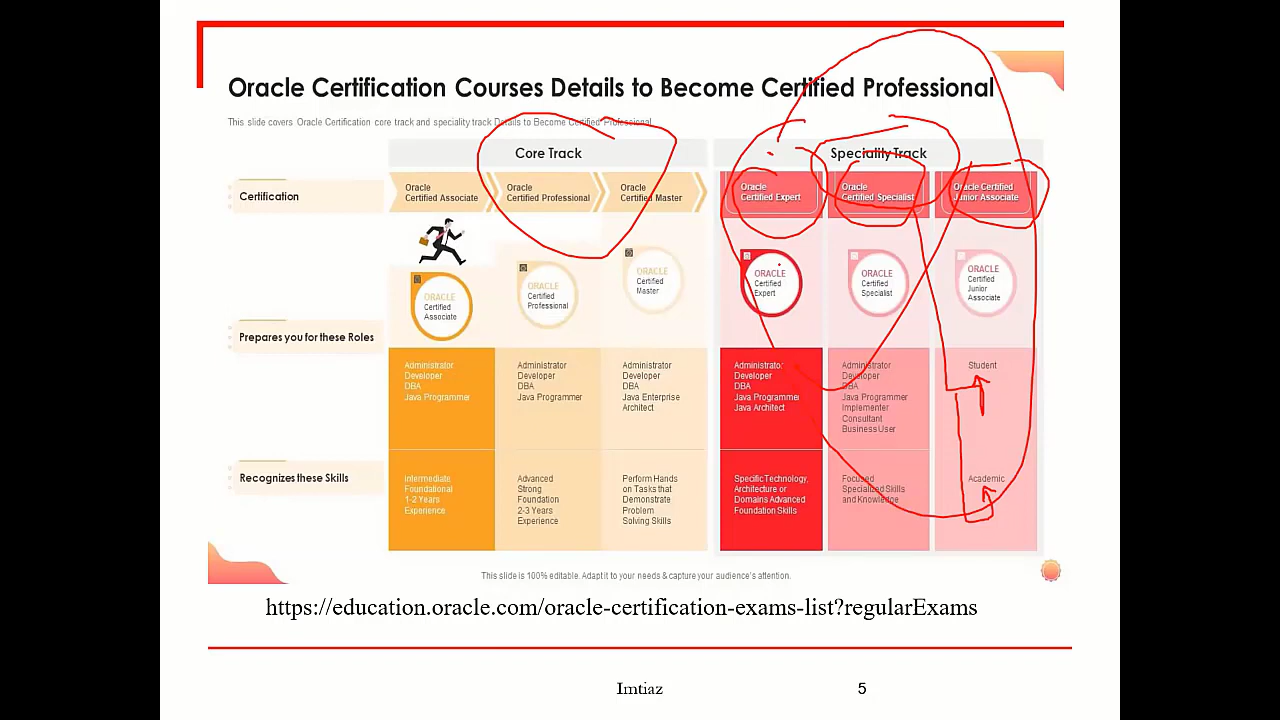 Oracle Certification Courses Details to Become Certified Professional
This slide covers Oracle Certification core track and speciality track Details to Become Certified Professional
Core Track
Speciality Track
Certification
Oracle
Certified Associate
Oracle
Certified Professional
Oracle
Certified Master
Oracle
Certified Expert
Oracle
Certified Specialist
Oracle Certified
Junior Associate
ORACLE
Certified
Associate
ORACLE
Certified
Professional
ORACLE
Certified
Master
ORACLE
Certified
Expert
ORACLE
Certified
Specialist
ORACLE
Certified
Junior
Associate
Prepares you for these Roles
Administrator
Developer
DBA
Java Programmer
Administrator
Developer
DBA
Java Programmer
Administrator
Developer
DBA
Java Enterprise
Architect
Administrator
Developer
DBA
Java Programmer
Java Architect
Administrator
Developer
DBA
Java Programmer
Implementer
Consultant
Business User
Student
Recognizes these Skills
Intermediate
Foundational
1-2 Years
Experience
Advanced
Strong
Foundation
2-3 Years
Experience
Perform Hands
on Tasks that
Demonstrate
Problem
Solving Skills
Specific Technology,
Architecture or
Domains Advanced
Foundation Skills
Focused
Specialized Skills
and Knowledge
Academic
This slide is 100% editable. Adapt it to your needs & capture your audience's attention.
https://education.oracle.com/oracle-certification-exams-list?regularExams
Imtiaz
5